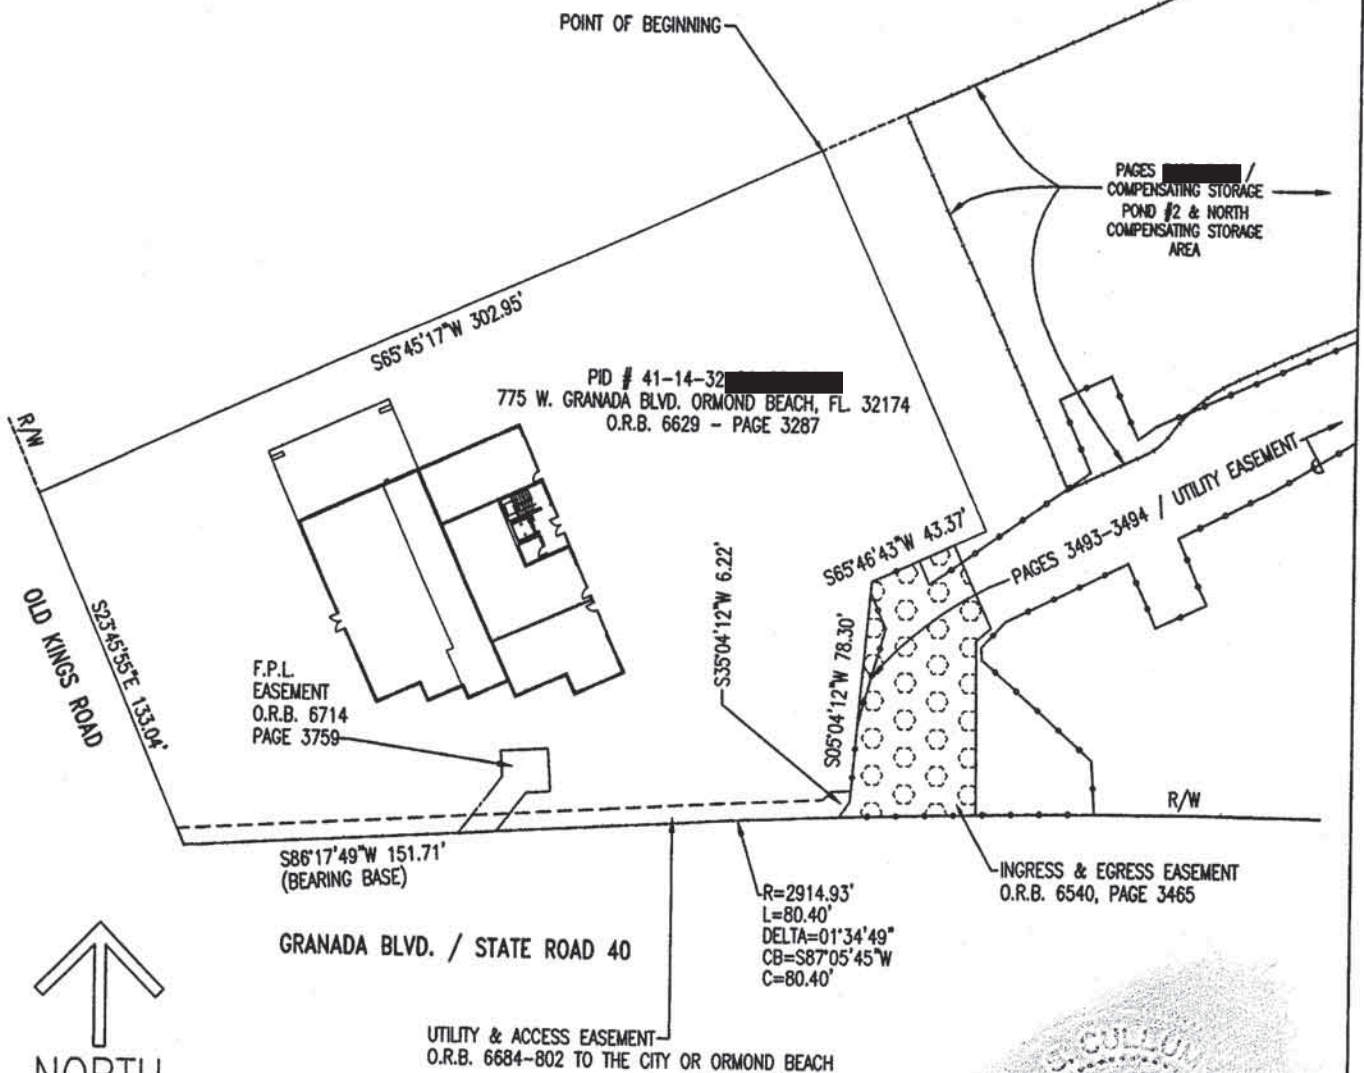 POINT OF BEGINNING
PAGES /
COMPENSATING STORAGE
POND #2 & NORTH
COMPENSATING STORAGE
AREA
S65°45'17"W 302.95'
PID # 41-14-32
775 W. GRANADA BLVD. ORMOND BEACH, FL. 32174
O.R.B. 6629 - PAGE 3287
R/W
PAGES 3493-3494 / UTILITY EASEMENT
S65°46'43"W 43.37'
S35°04'12"W 6.22'
S05°04'12"W 78.30'
OLD KINGS ROAD
S23°45'55"E 133.04'
F.P.L.
EASEMENT
O.R.B. 6714
PAGE 3759
R/W
S86°17'49"W 151.71'
(BEARING BASE)
INGRESS & EGRESS EASEMENT
O.R.B. 6540, PAGE 3465
R=2914.93'
L=80.40'
DELTA=01°34'49"
CB=S87°05'45"W
C=80.40'
GRANADA BLVD. / STATE ROAD 40
UTILITY & ACCESS EASEMENT
O.R.B. 6684-802 TO THE CITY OR ORMOND BEACH
NORTH
S. CULLUM